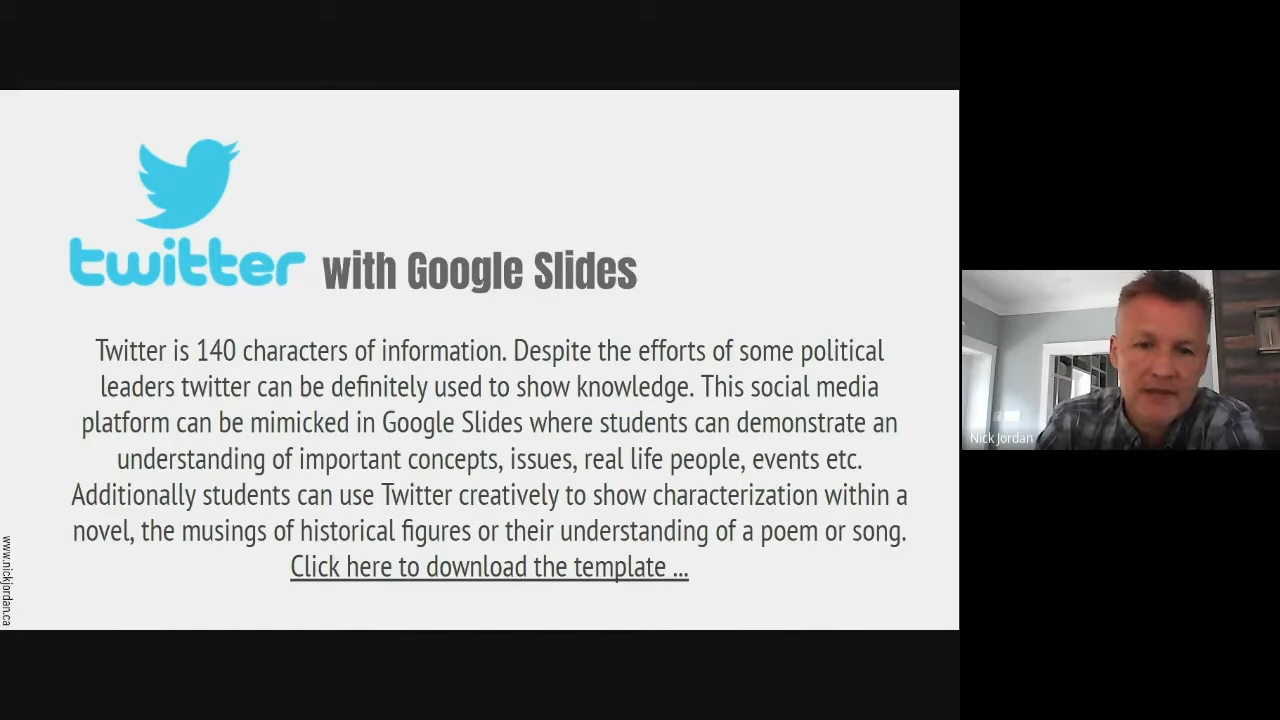 twitter with Google Slides
Twitter is 140 characters of information. Despite the efforts of some political
leaders twitter can be definitely used to show knowledge. This social media
platform can be mimicked in Google Slides where students can demonstrate an
understanding of important concepts, issues, real life people, events etc.
Additionally students can use Twitter creatively to show characterization within a
novel, the musings of historical figures or their understanding of a poem or song.
Click here to download the template ...
www.nickjordan.ca
Nick Jordan